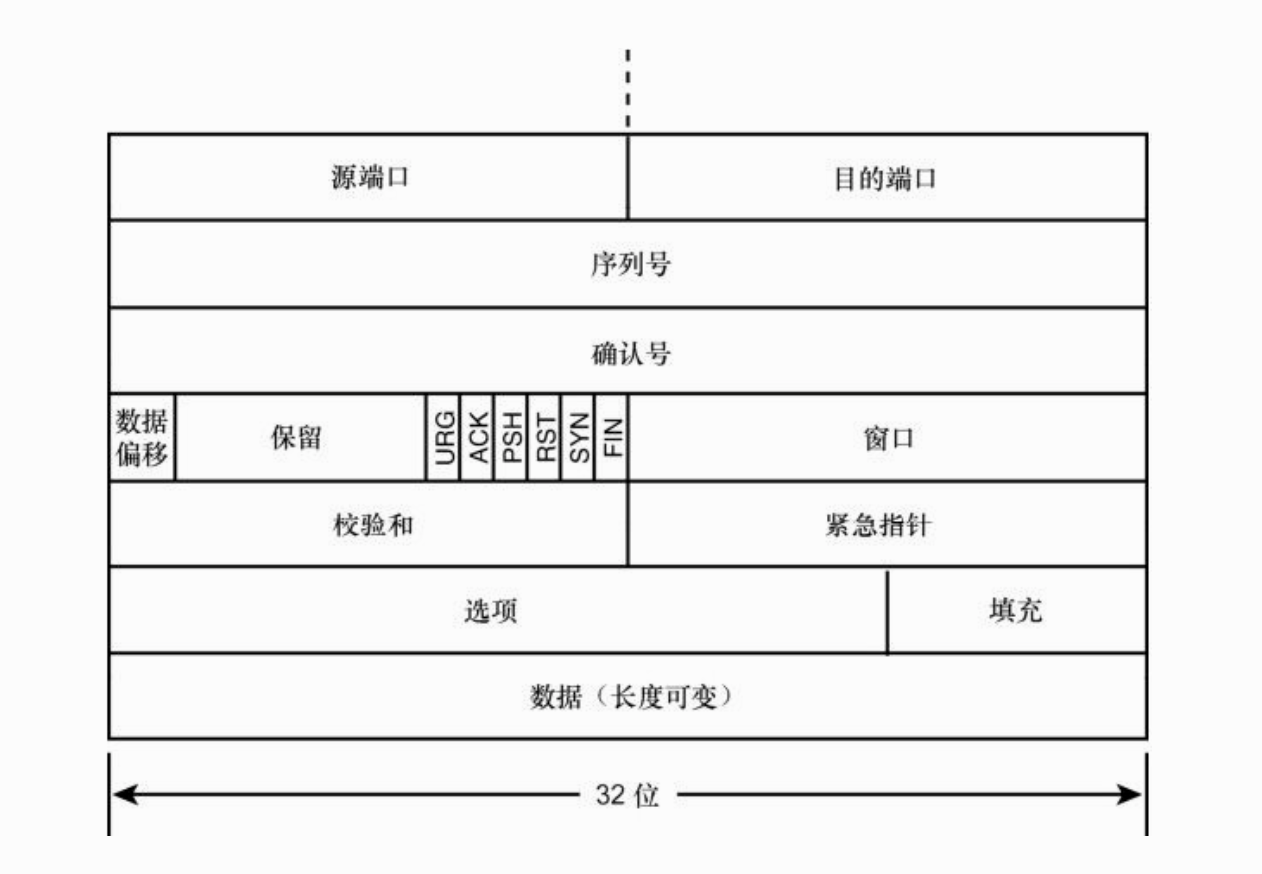 源端口
目的端口
序列号
确认号
数据
偏移
保留
URG
ACK
PSH
RST
SYN
FIN
窗口
校验和
紧急指针
选项
填充
数据（长度可变）
32 位